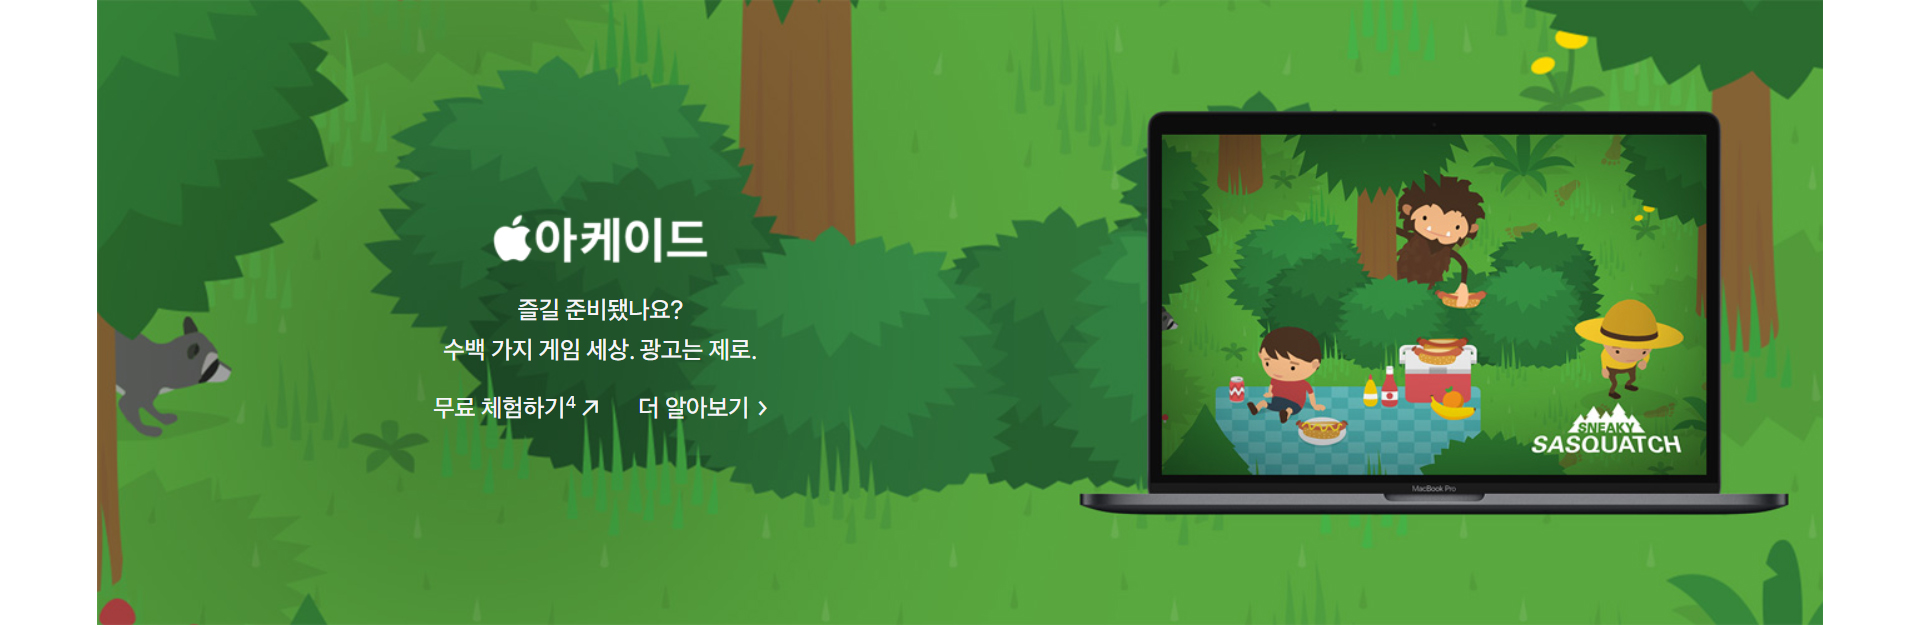 아케이드
즐길 준비됐나요?
수백 가지 게임 세상. 광고는 제로.
무료 체험하기4 ↗ 더 알아보기 ›
SNEAKY
SASQUATCH
MacBook Pro